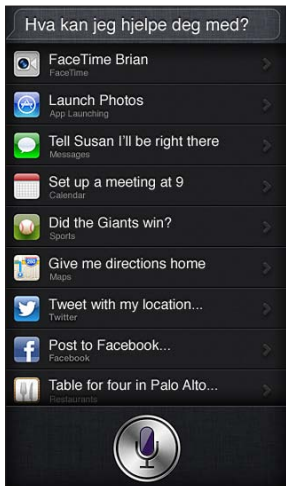 Hva kan jeg hjelpe deg med?
FaceTime Brian
FaceTime
Launch Photos
App Launching
Tell Susan I'll be right there
Messages
Set up a meeting at 9
Calendar
Did the Giants win?
Sports
Give me directions home
Maps
Tweet with my location...
Twitter
Post to Facebook...
Facebook
Table for four in Palo Alto...
Restaurants